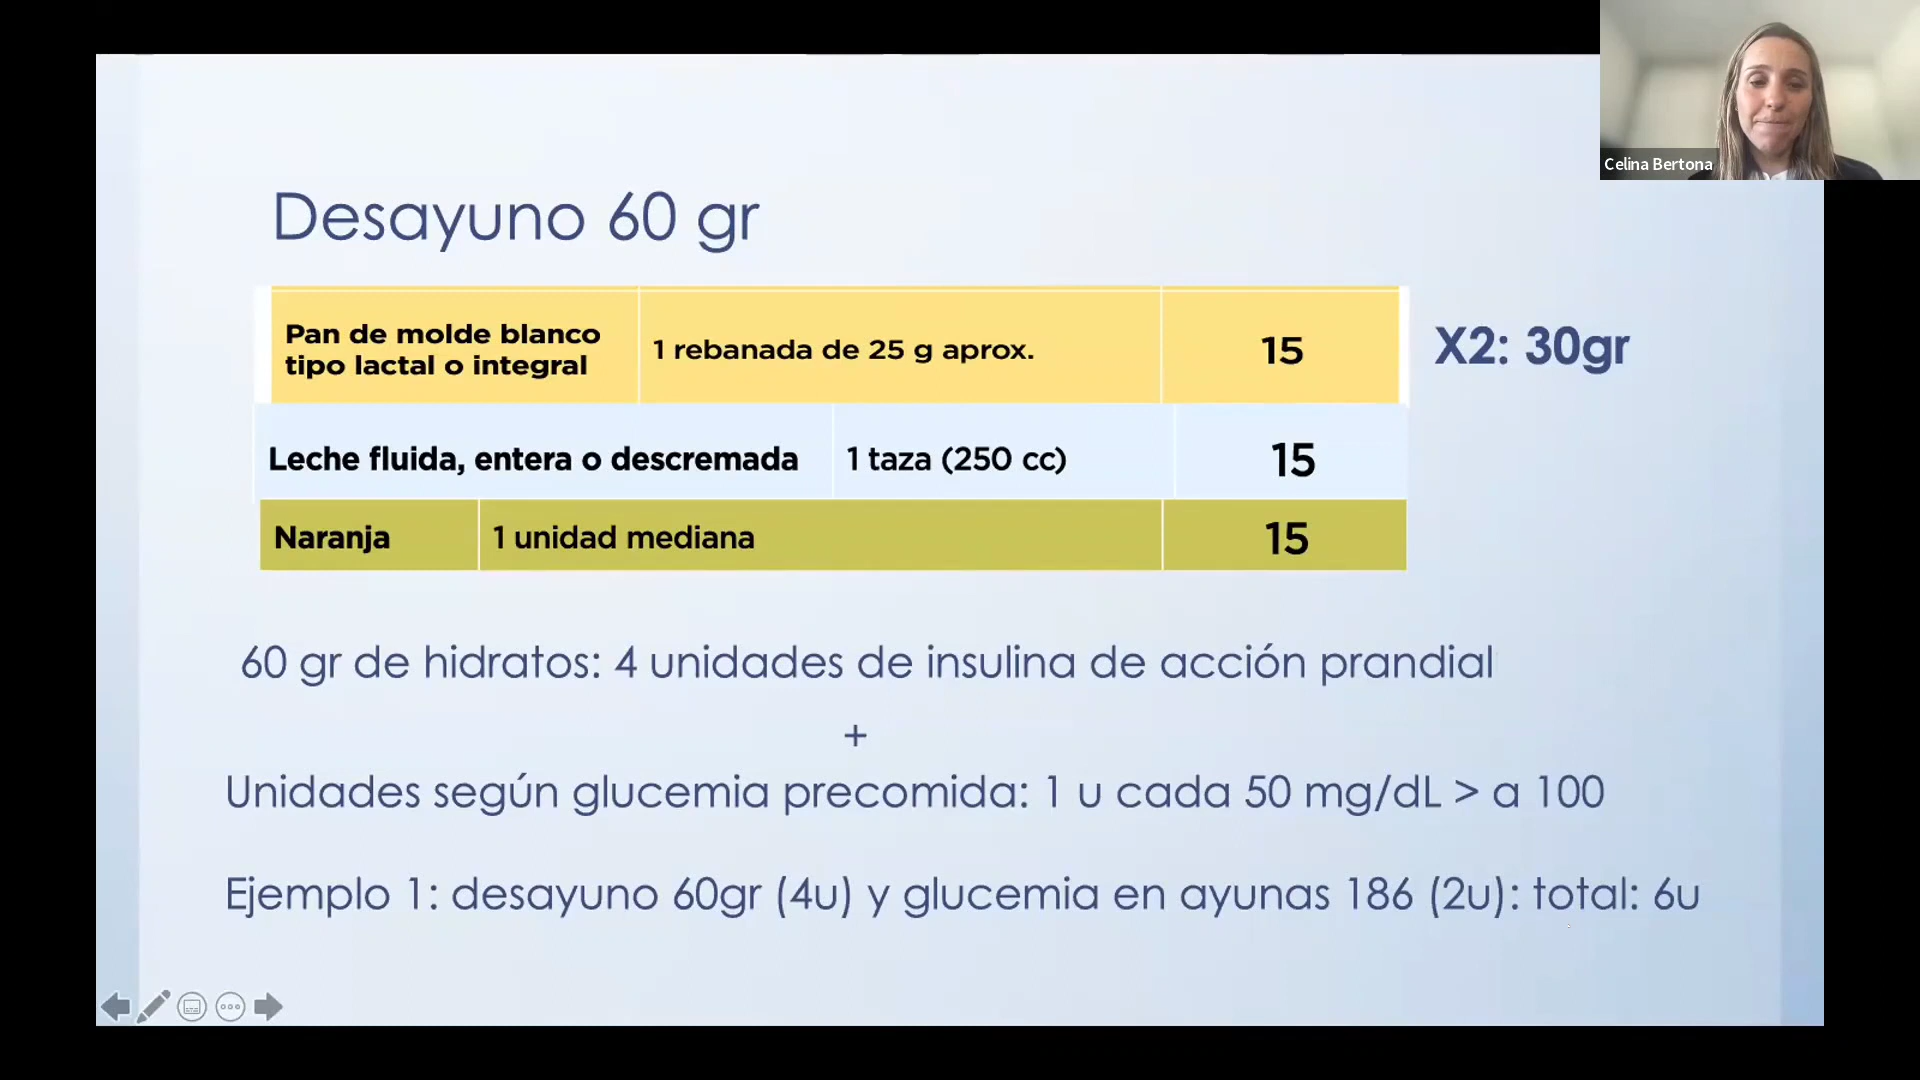 Celina Bertona
Desayuno 60 gr
Pan de molde blanco
tipo lactal o integral
1 rebanada de 25 g aprox.
15
X2: 30gr
Leche fluida, entera o descremada
1 taza (250 cc)
15
Naranja
1 unidad mediana
15
60 gr de hidratos: 4 unidades de insulina de acción prandial
+
Unidades según glucemia precomida: 1 u cada 50 mg/dL > a 100
Ejemplo 1: desayuno 60gr (4u) y glucemia en ayunas 186 (2u): total: 6u